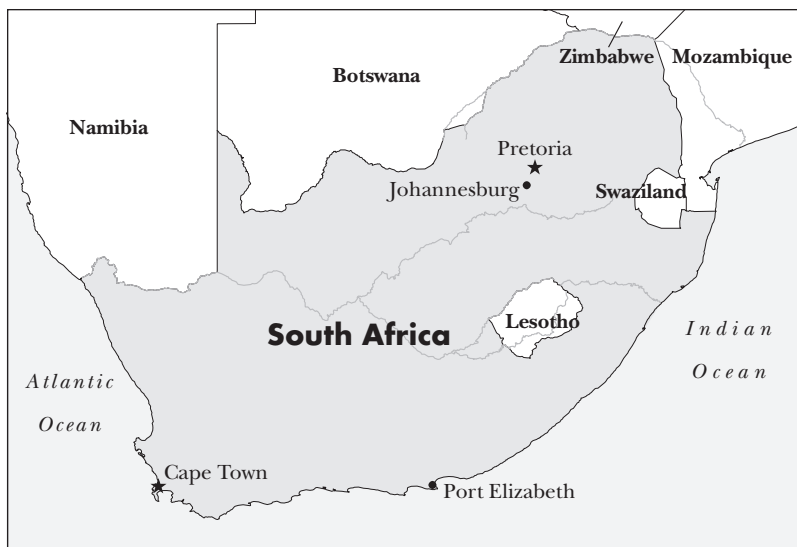 Zimbabwe
Mozambique
Botswana
Namibia
Pretoria
Johannesburg
Swaziland
South Africa
Lesotho
Indian
Ocean
Atlantic
Ocean
Cape Town
Port Elizabeth